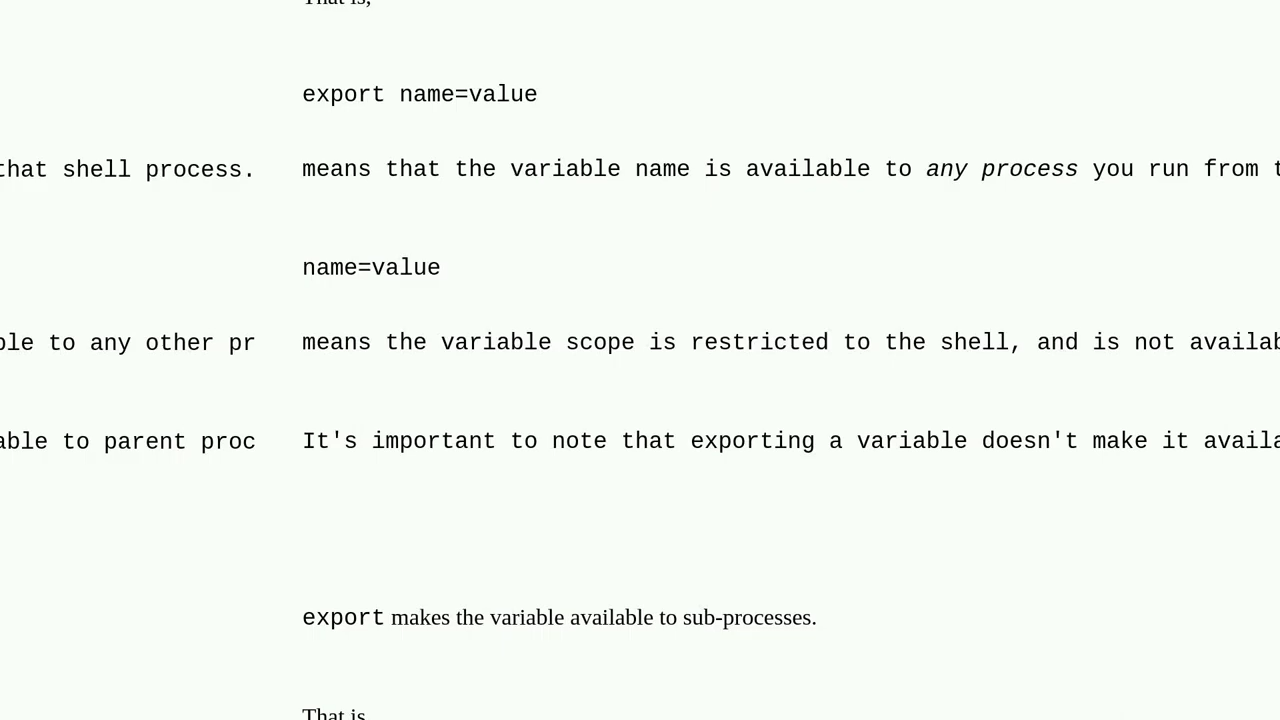 That is,
export name=value
that shell process. means that the variable name is available to any process you run from t
name=value
ble to any other pr means the variable scope is restricted to the shell, and is not availab
able to parent proc It's important to note that exporting a variable doesn't make it availa
export makes the variable available to sub-processes.
That is